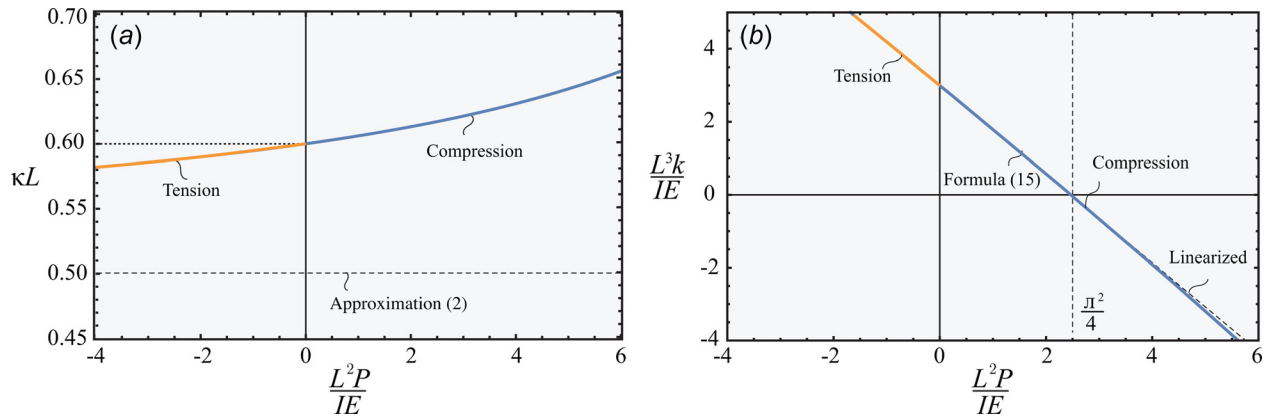 (a)
0.70
0.65
0.60
0.55
0.50
0.45
κL
Compression
Tension
Approximation (2)
-4 -2 0 2 4 6
L²P
IE
(b)
4
2
0
-2
-4
L³k
IE
Tension
Formula (15)
Compression
Linearized
π²
4
-4 -2 0 2 4 6
L²P
IE